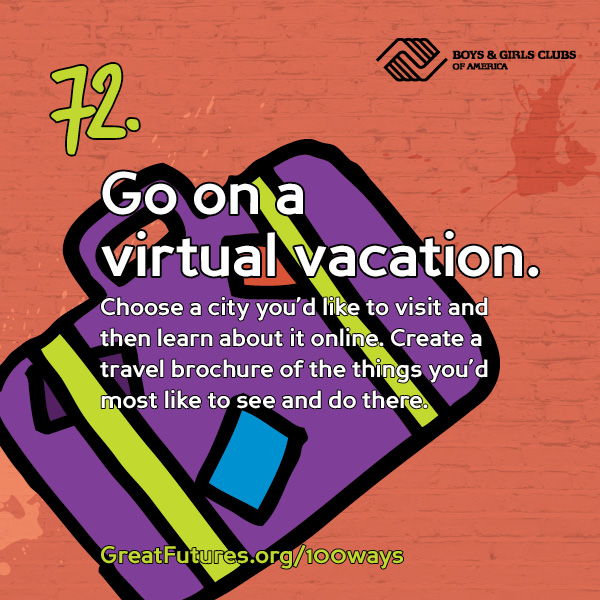 BOYS & GIRLS CLUBS
OF AMERICA
72.
Go on a
virtual vacation.
Choose a city you’d like to visit and
then learn about it online. Create a
travel brochure of the things you’d
most like to see and do there.
GreatFutures.org/100ways